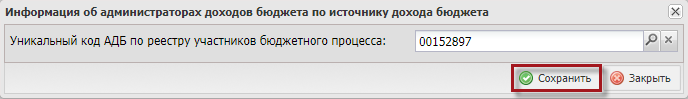 Информация об администраторах доходов бюджета по источнику дохода бюджета
Уникальный код АДБ по реестру участников бюджетного процесса: 00152897
Сохранить Закрыть